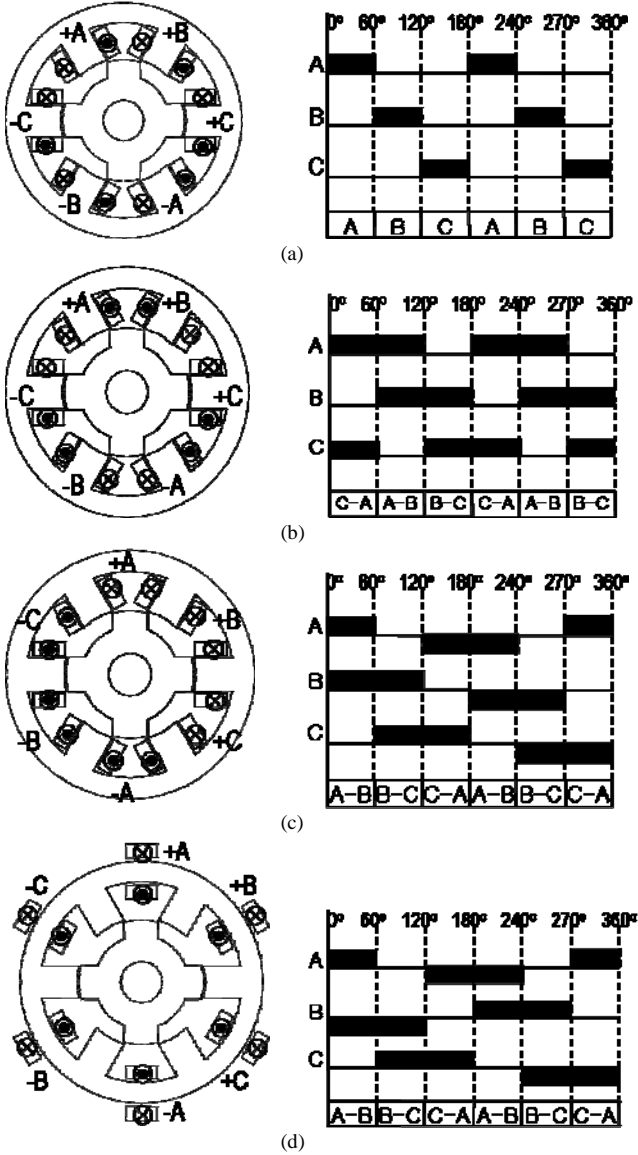 +A +B
-C +C
-B -A
0° 60° 120° 180° 240° 270° 360°
A
B
C
A B C A B C
(a)
+A +B
-C +C
-B -A
0° 60° 120° 180° 240° 270° 360°
A
B
C
C-A A-B B-C C-A A-B B-C
(b)
+A
-C +B
-B +C
-A
0° 60° 120° 180° 240° 270° 360°
A
B
C
A-B B-C C-A A-B B-C C-A
(c)
+A
-C +B
-B +C
-A
0° 60° 120° 180° 240° 270° 360°
A
B
C
A-B B-C C-A A-B B-C C-A
(d)